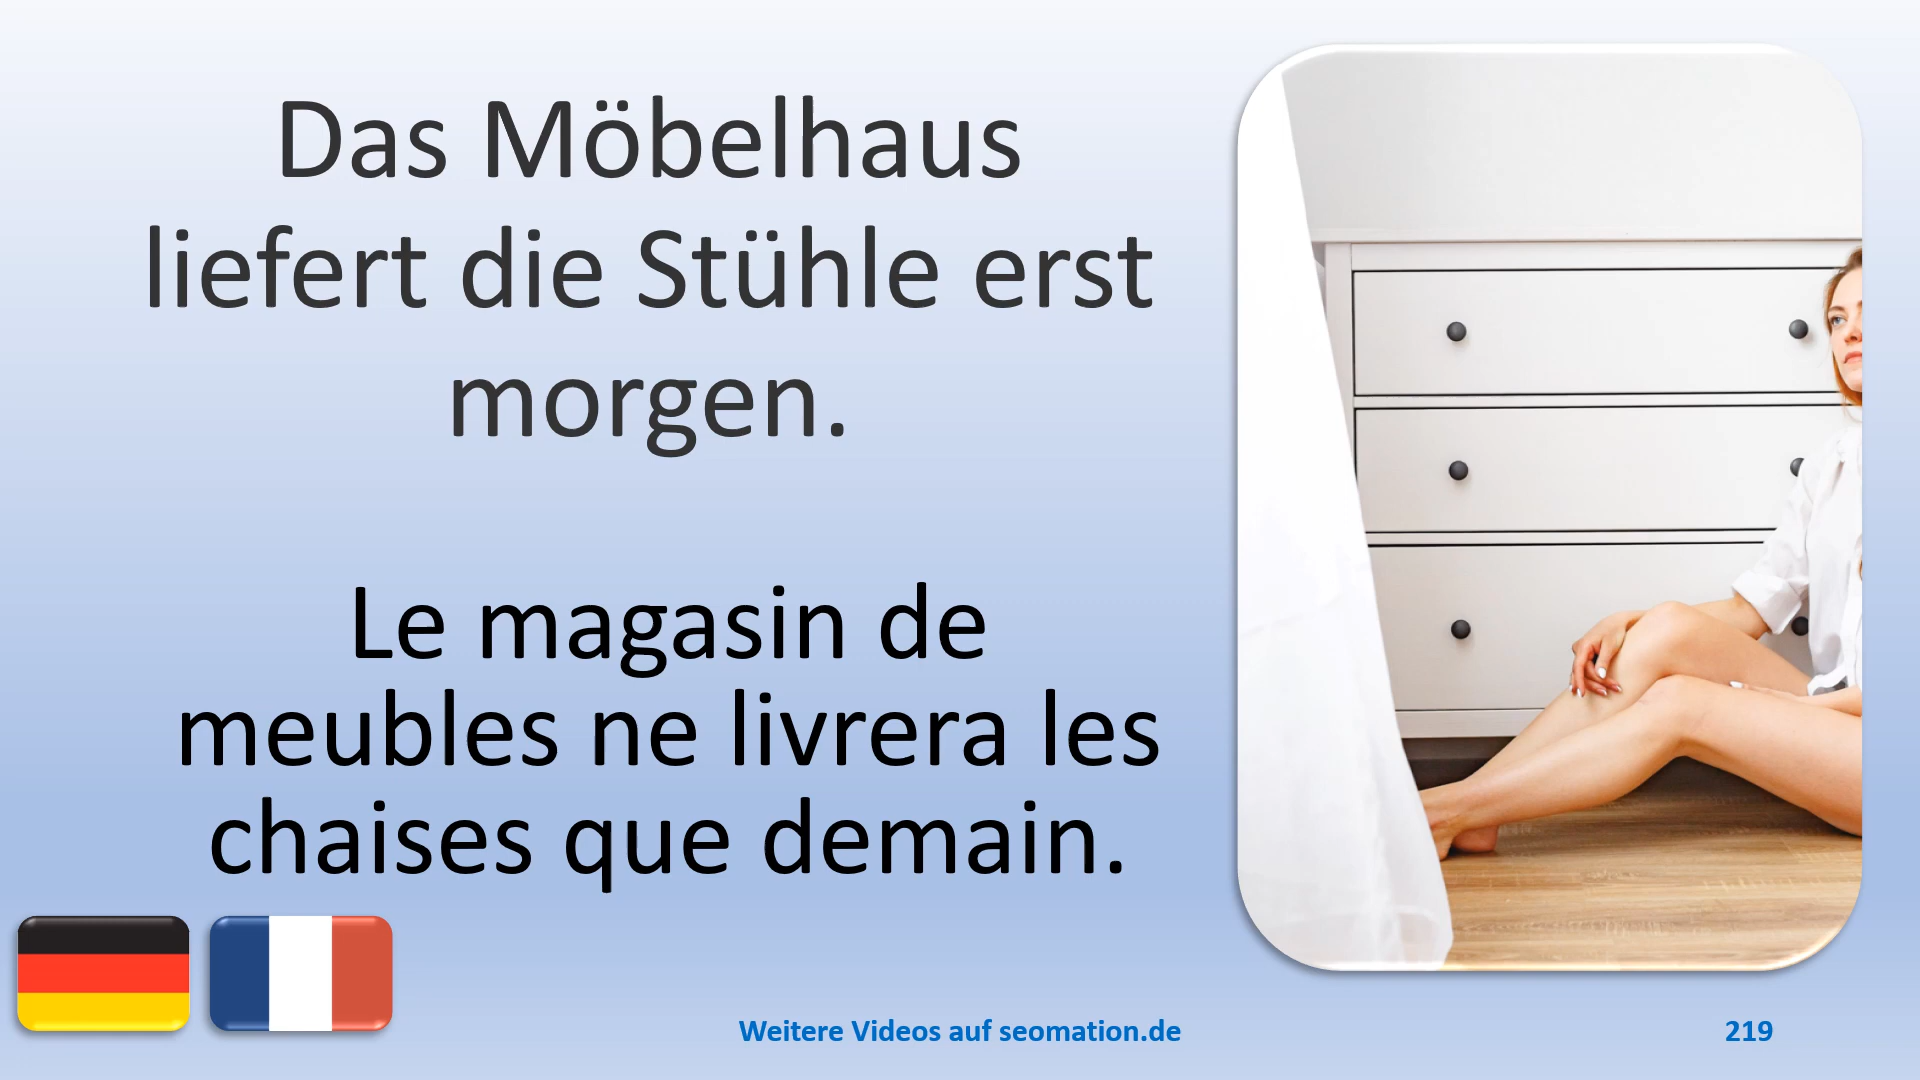 Das Möbelhaus
liefert die Stühle erst
morgen.
Le magasin de
meubles ne livrera les
chaises que demain.
Weitere Videos auf seomation.de
219